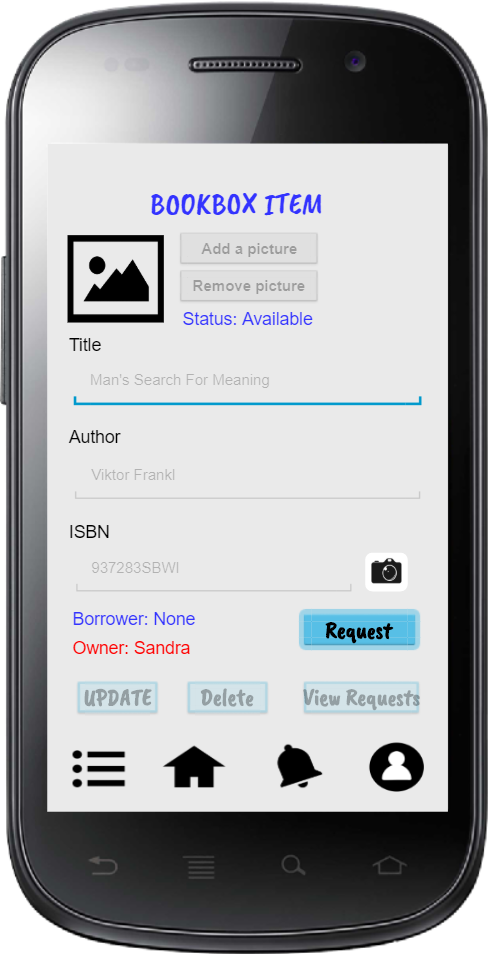 BOOKBOX ITEM
Add a picture
Remove picture
Status: Available
Title
Man's Search For Meaning
Author
Viktor Frankl
ISBN
937283SBWI
Borrower: None
Request
Owner: Sandra
UPDATE Delete View Requests